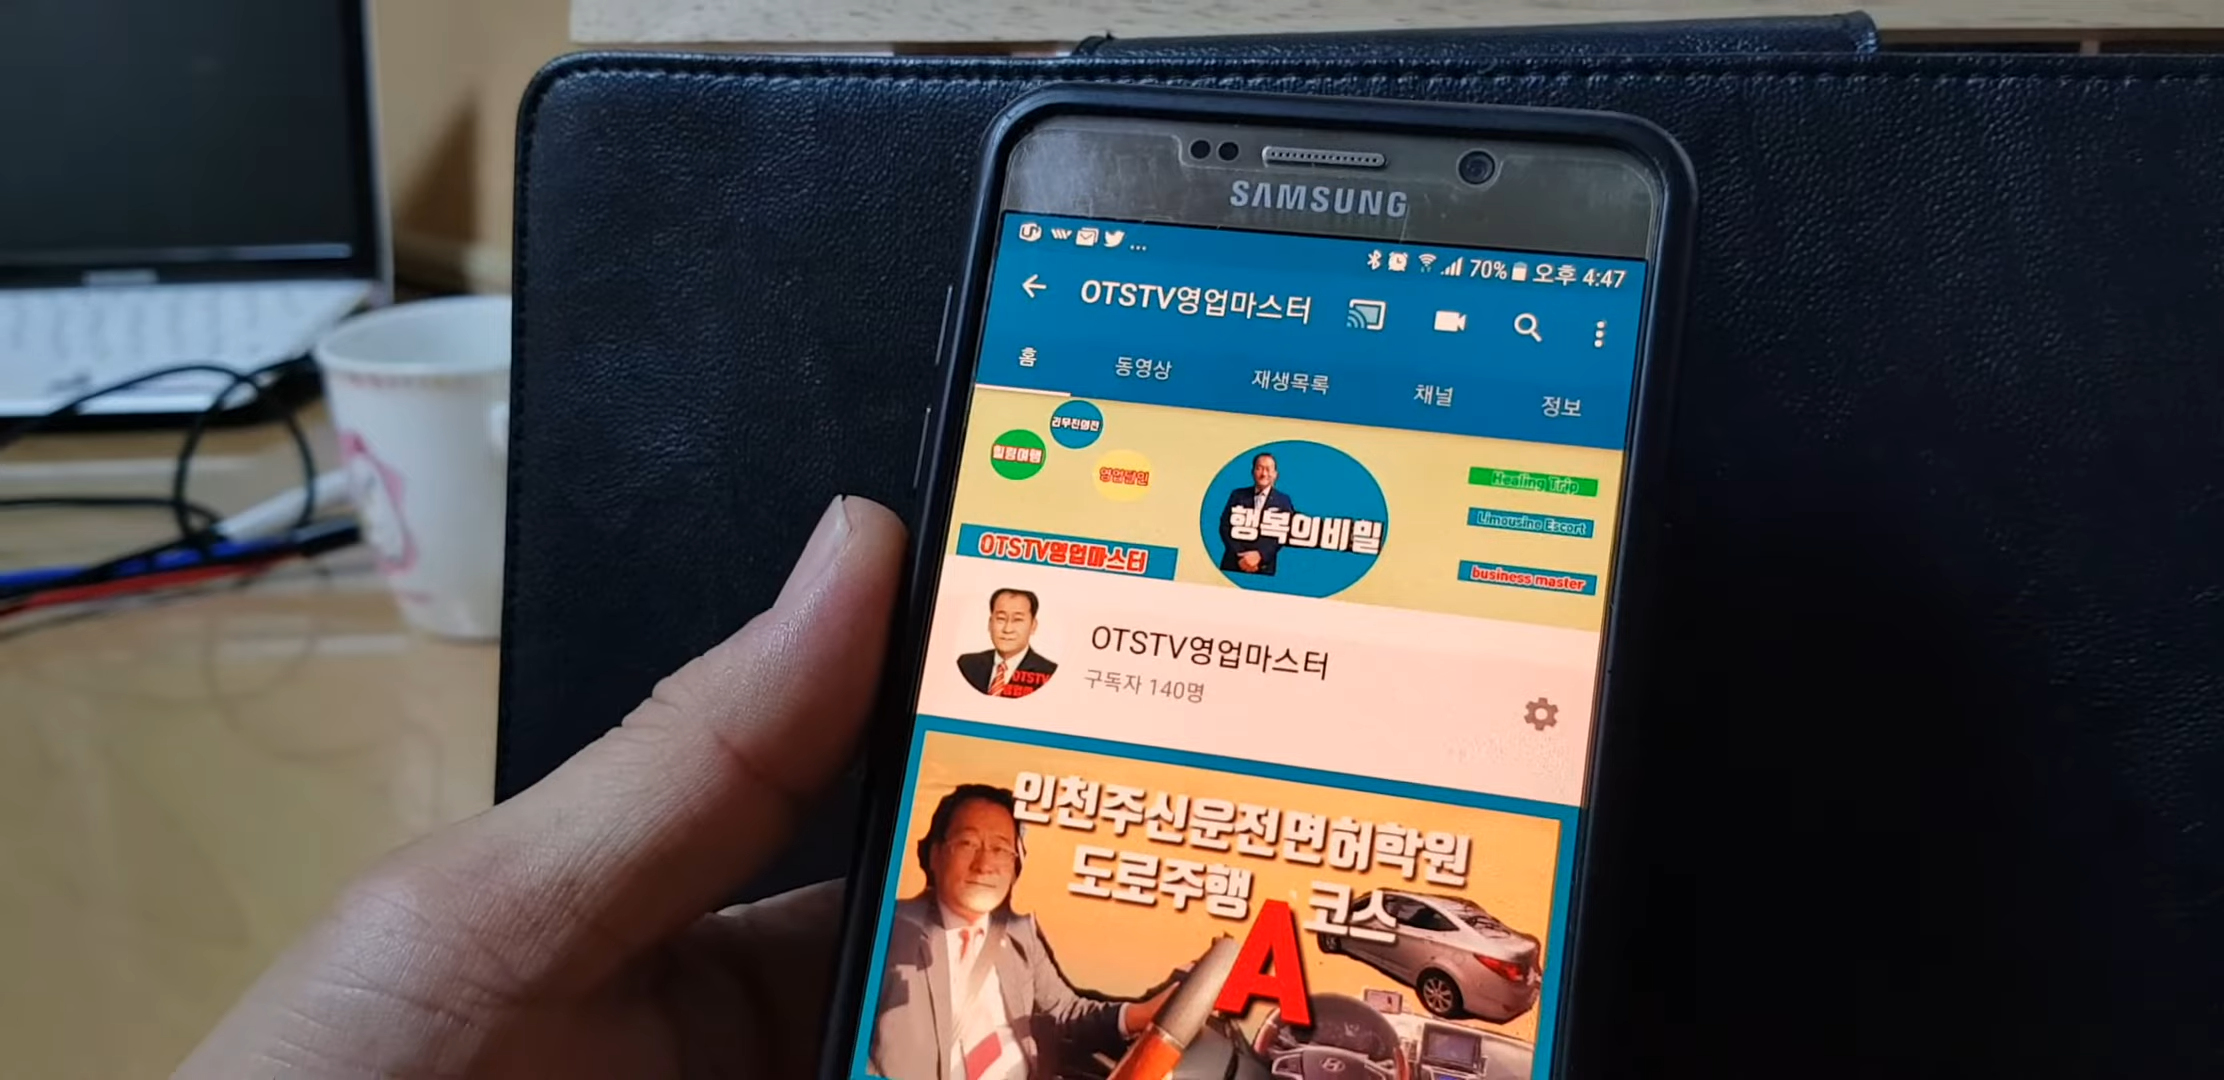 SAMSUNG
70% 오후 4:47
OTSTV영업마스터
홈 동영상 재생목록 채널 정보
리무진의전
힐링여행
영업달인
OTSTV영업마스터
행복의비밀
Healing Trip
Limousine Escort
business master
OTSTV영업마스터
구독자 140명
OTSTV
인천주신운전면허학원
도로주행 A 코스